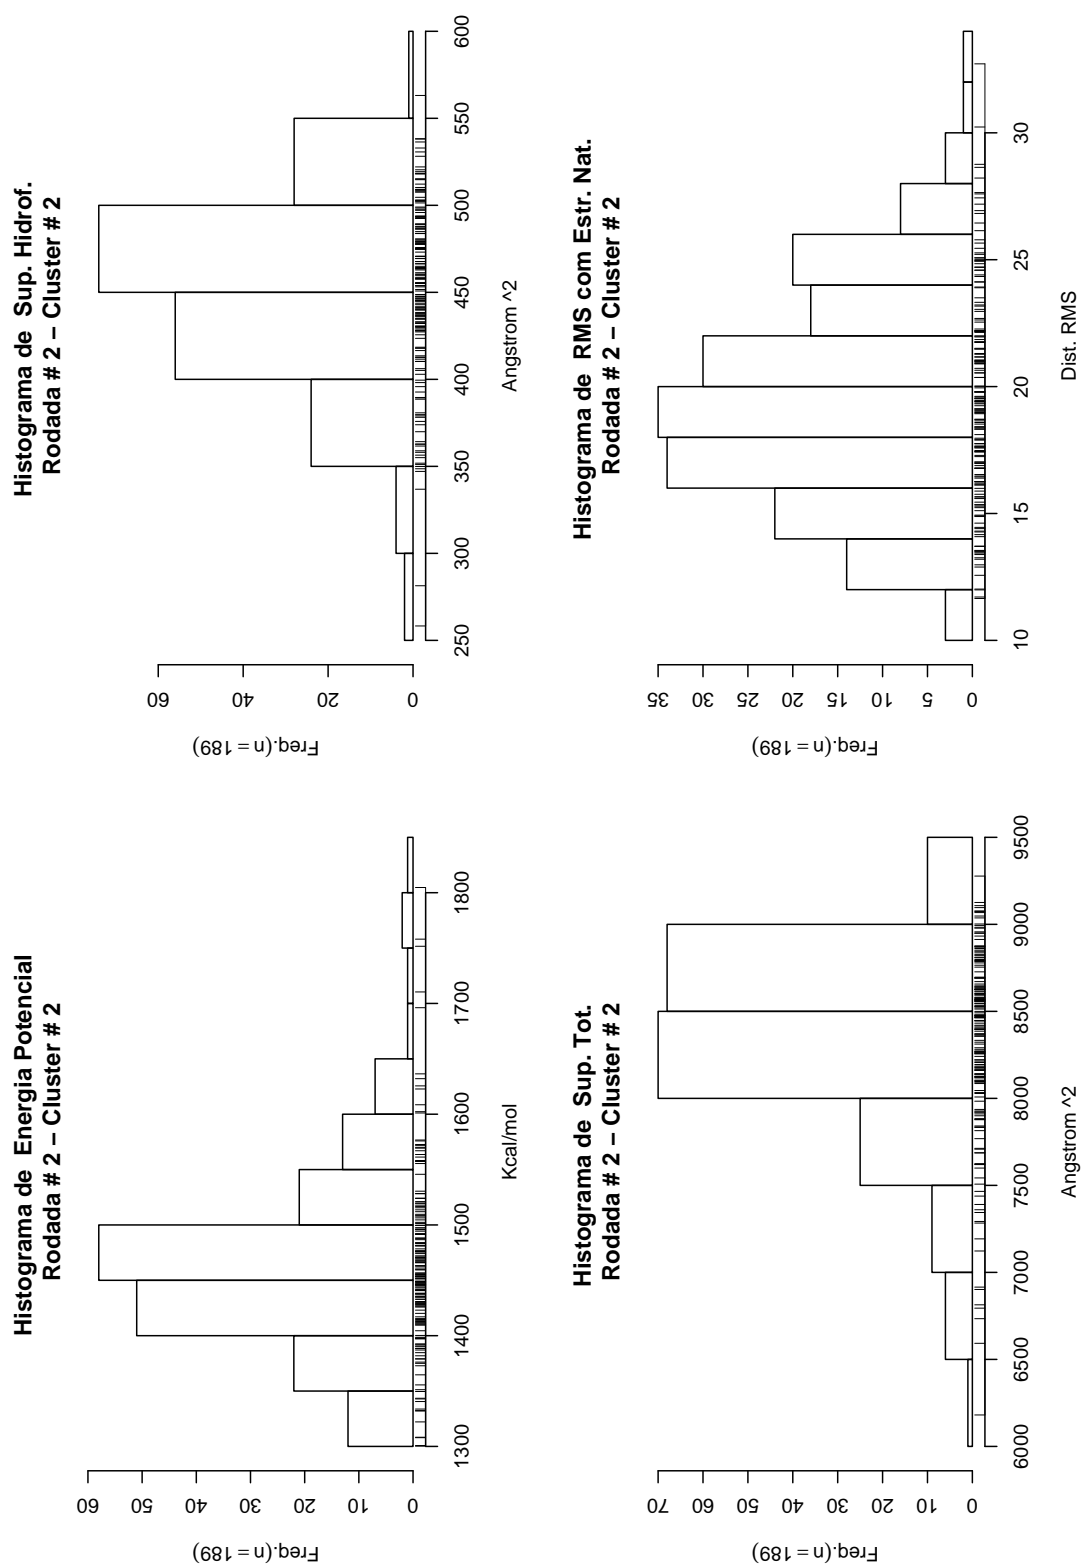 Histograma de Energia Potencial
Rodada # 2 – Cluster # 2
Freq.(n = 189)
0 10 20 30 40 50 60
1300 1400 1500 1600 1700 1800
Kcal/mol
Histograma de Sup. Hidrof.
Rodada # 2 – Cluster # 2
Freq.(n = 189)
0 20 40 60
250 300 350 400 450 500 550 600
Angstrom ^2
Histograma de Sup. Tot.
Rodada # 2 – Cluster # 2
Freq.(n = 189)
0 10 20 30 40 50 60 70
6000 6500 7000 7500 8000 8500 9000 9500
Angstrom ^2
Histograma de RMS com Estr. Nat.
Rodada # 2 – Cluster # 2
Freq.(n = 189)
0 5 10 15 20 25 30 35
10 15 20 25 30
Dist. RMS